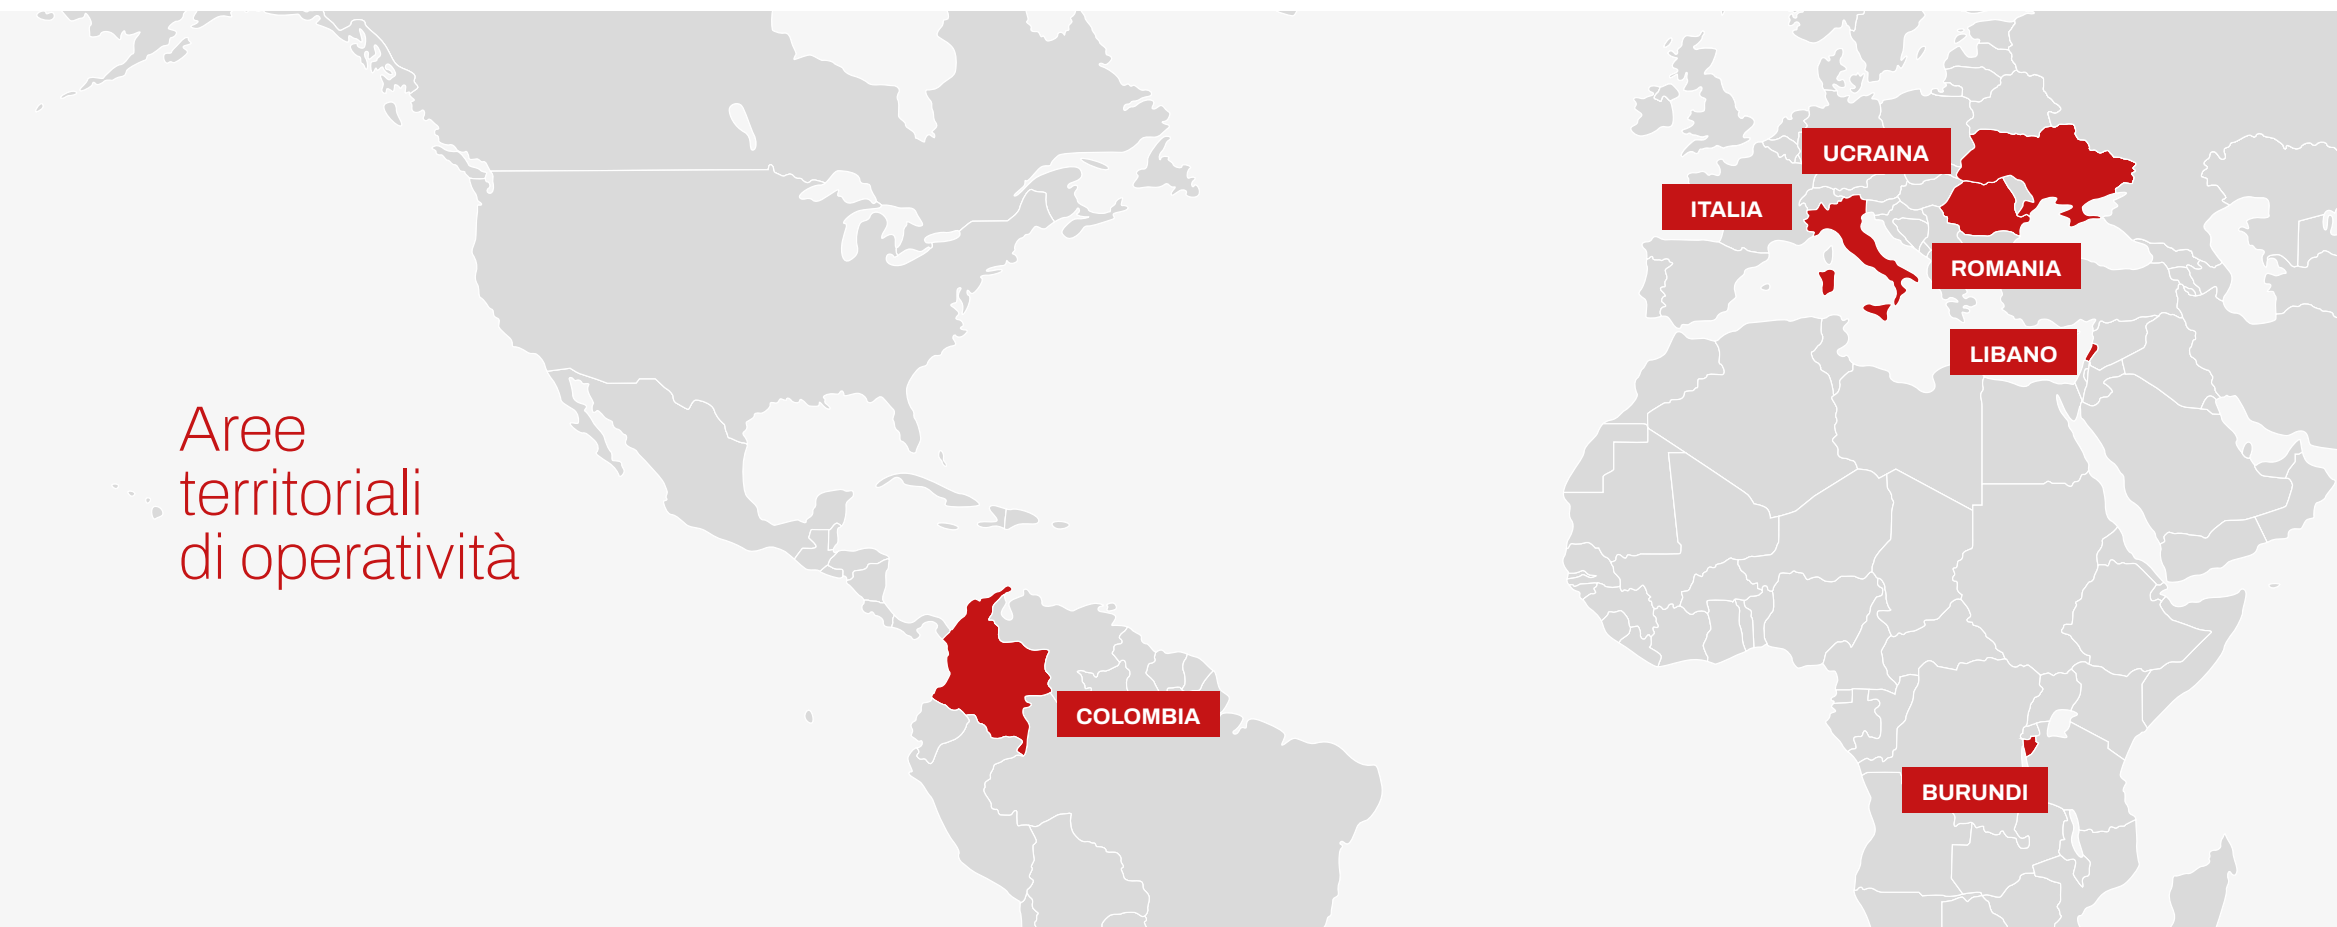 Aree
territoriali
di operatività
UCRAINA
ITALIA
ROMANIA
LIBANO
COLOMBIA
BURUNDI